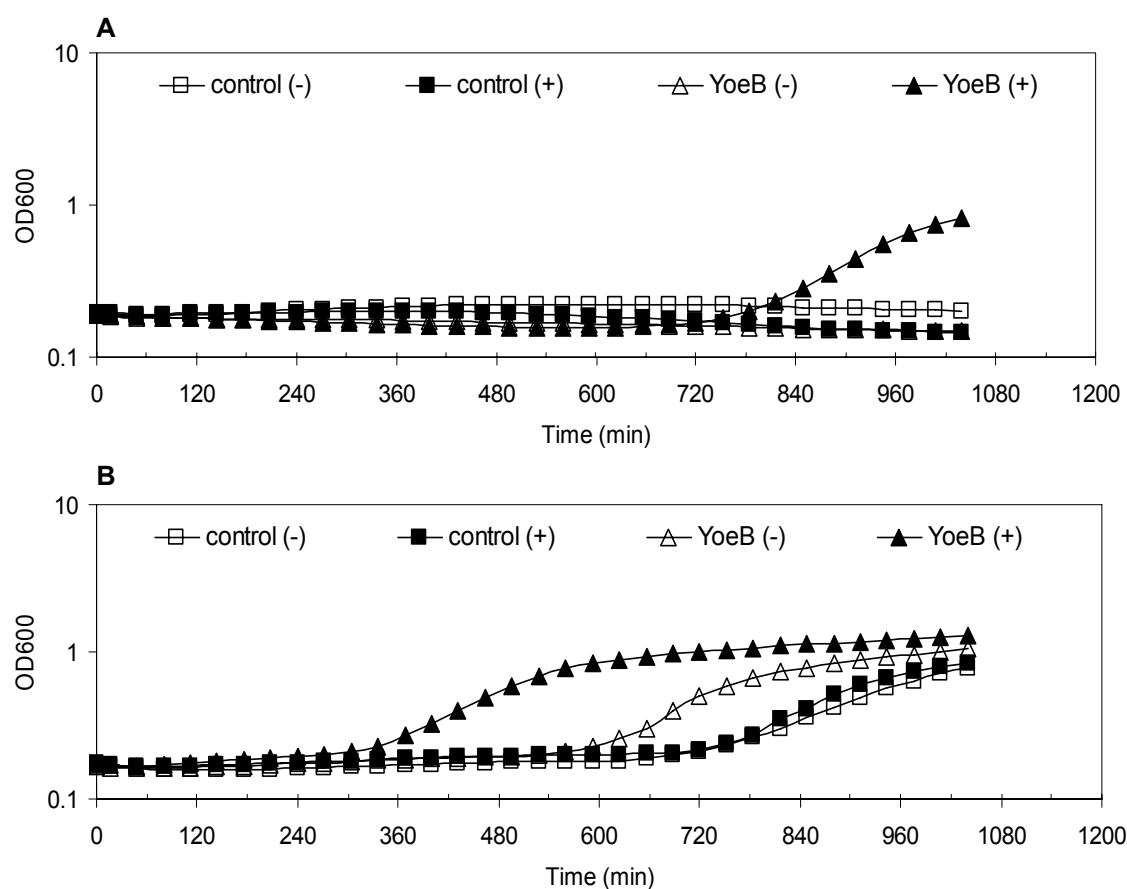 A
10
control (-) control (+) YoeB (-) YoeB (+)
1
OD600
0.1
0 120 240 360 480 600 720 840 960 1080 1200
Time (min)
B
10
control (-) control (+) YoeB (-) YoeB (+)
1
OD600
0.1
0 120 240 360 480 600 720 840 960 1080 1200
Time (min)